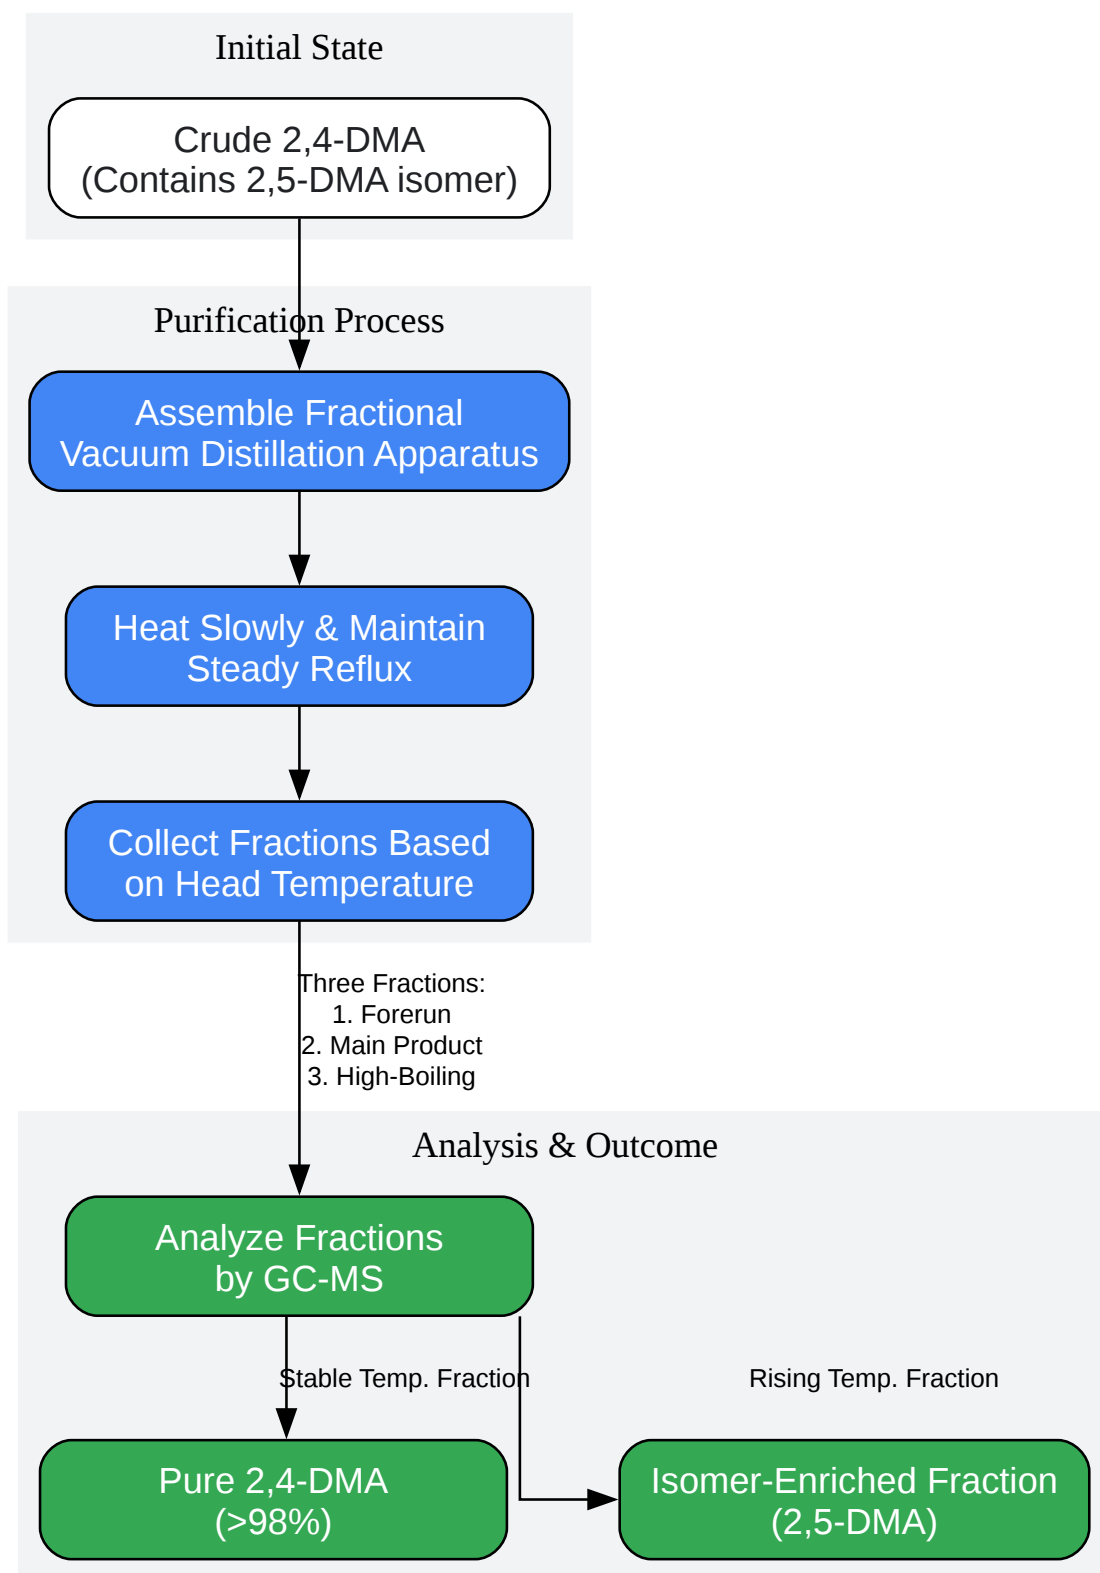 Initial State
Crude 2,4-DMA
(Contains 2,5-DMA isomer)
Purification Process
Assemble Fractional
Vacuum Distillation Apparatus
Heat Slowly & Maintain
Steady Reflux
Collect Fractions Based
on Head Temperature
Three Fractions:
1. Forerun
2. Main Product
3. High-Boiling
Analysis & Outcome
Analyze Fractions
by GC-MS
Stable Temp. Fraction
Rising Temp. Fraction
Pure 2,4-DMA
(>98%)
Isomer-Enriched Fraction
(2,5-DMA)